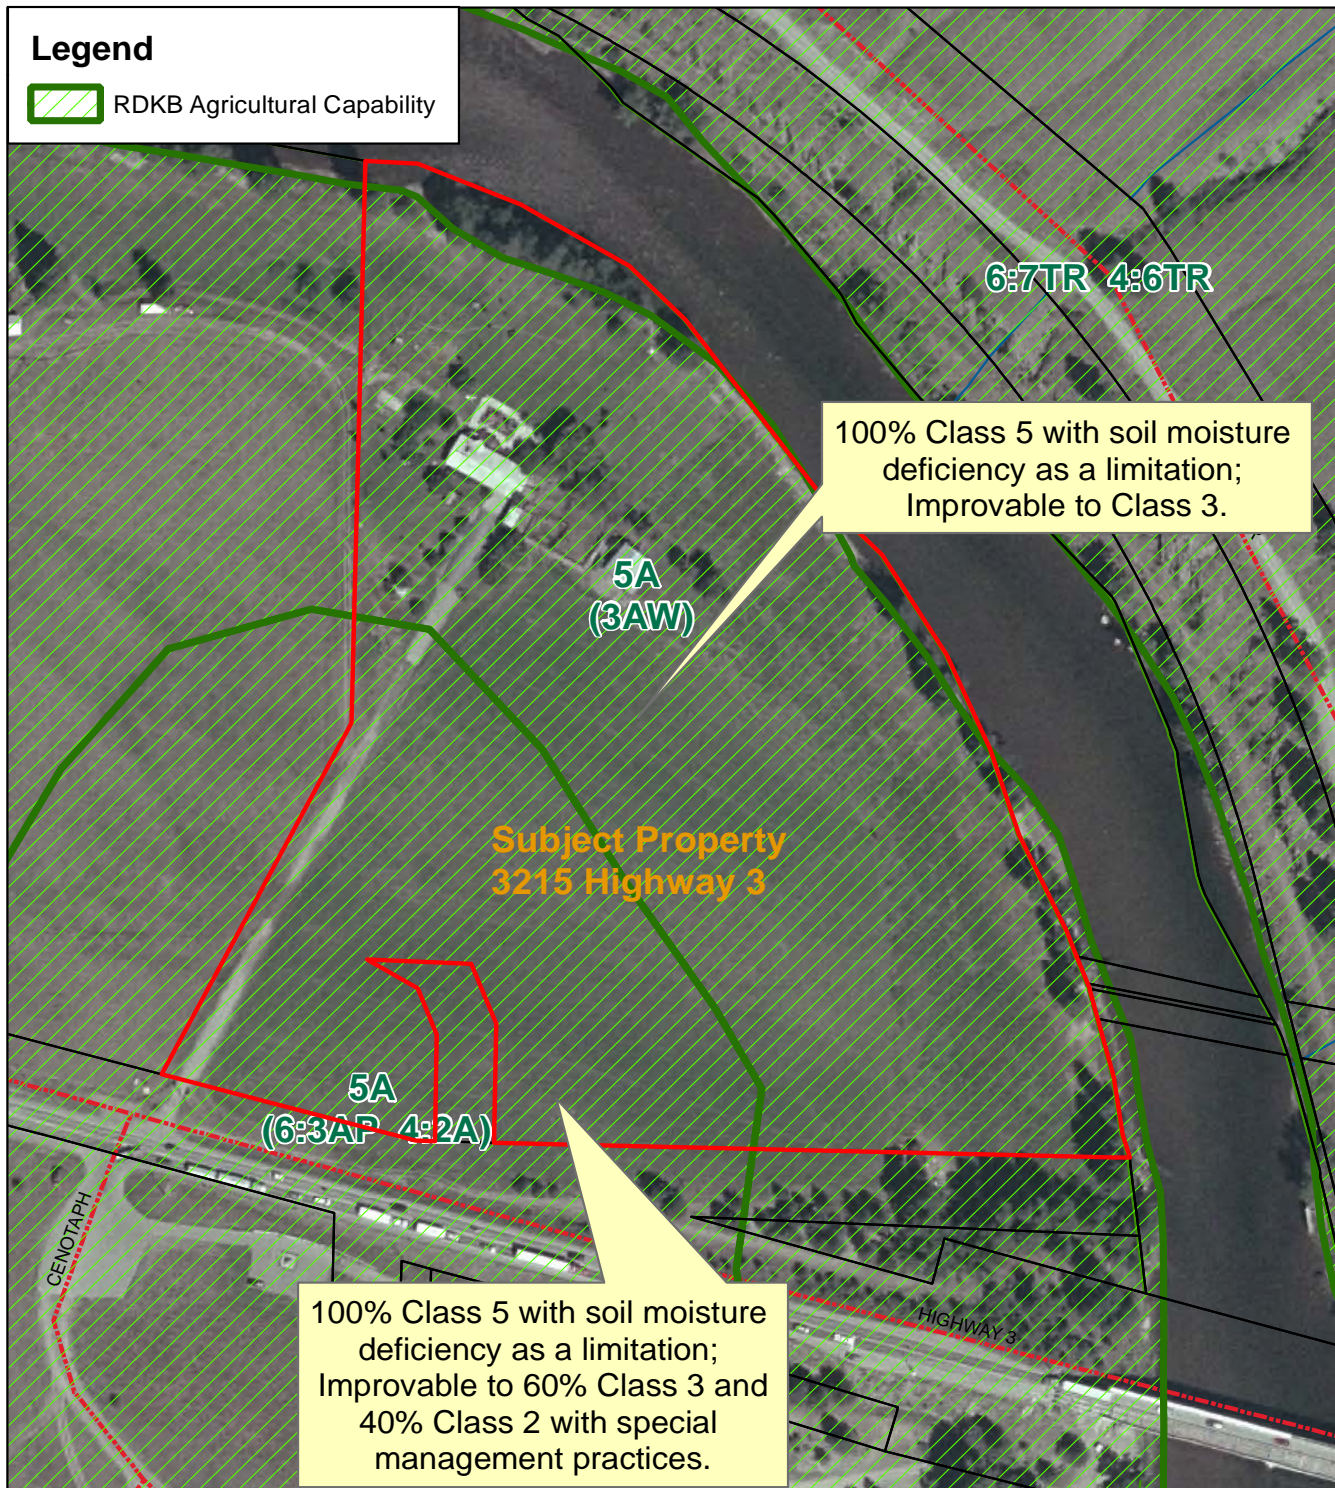 Legend
RDKB Agricultural Capability
6:7TR 4:6TR
100% Class 5 with soil moisture
deficiency as a limitation;
Improvable to Class 3.
5A
(3AW)
Subject Property
3215 Highway 3
5A
(6:3AP 4:2A)
CENOTAPH
100% Class 5 with soil moisture
deficiency as a limitation;
Improvable to 60% Class 3 and
40% Class 2 with special
management practices.
HIGHWAY 3